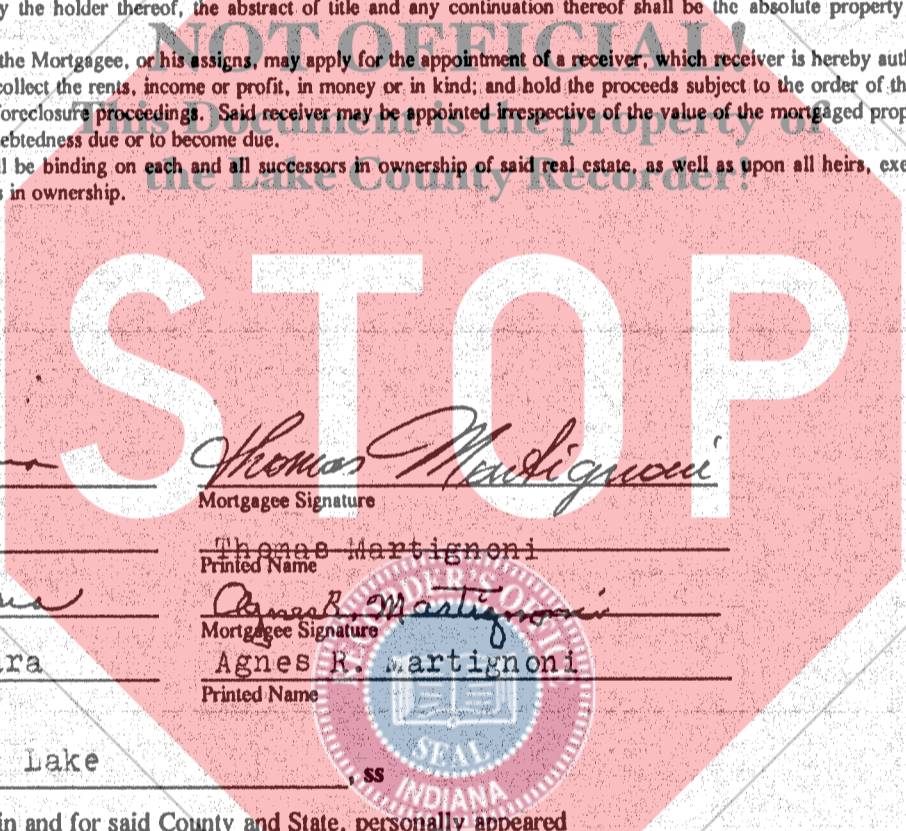 y the holder thereof, the abstract of title and any continuation thereof shall be the absolute property
NOT OFFICIAL!
the Mortgagee, or his assigns, may apply for the appointment of a receiver, which receiver is hereby auth
collect the rents, income or profit, in money or in kind; and hold the proceeds subject to the order of th
oreclosure proceedings. Said receiver may be appointed irrespective of the value of the mortgaged prop
This Document is the property of
ebtedness due or to become due.
l be binding on each and all successors in ownership of said real estate, as well as upon all heirs, exe
the Lake County Recorder!
s in ownership.
STOP
Thomas Martignoni
Mortgagee Signature
Thomas Martignoni
Printed Name
Agnes R. Martignoni
Mortgagee Signature
ra Agnes R. Martignoni
Printed Name
RECORDER'S OFFIC
SEAL
INDIANA
Lake , ss
in and for said County and State, personally appeared